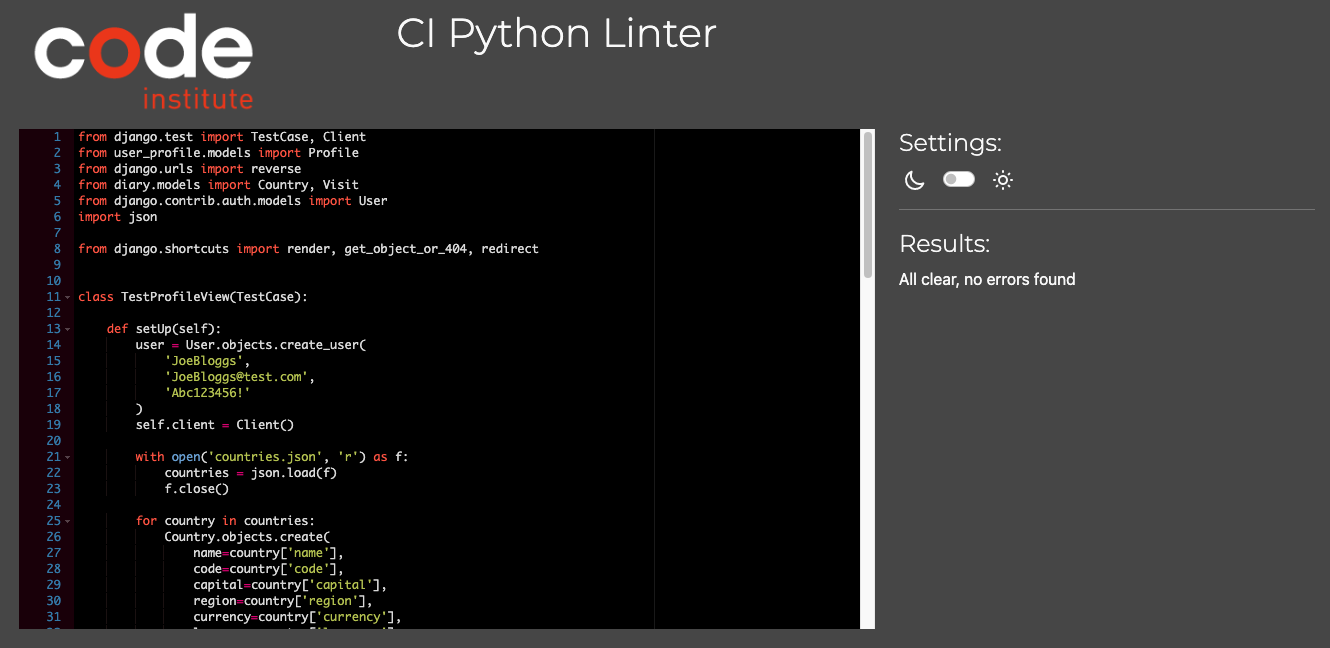 code
institute
CI Python Linter
1 from django.test import TestCase, Client
2 from user_profile.models import Profile
3 from django.urls import reverse
4 from diary.models import Country, Visit
5 from django.contrib.auth.models import User
6 import json
7
8 from django.shortcuts import render, get_object_or_404, redirect
9
10
11 class TestProfileView(TestCase):
12
13     def setUp(self):
14         user = User.objects.create_user(
15             'JoeBloggs',
16             'JoeBloggs@test.com',
17             'Abc123456!'
18         )
19         self.client = Client()
20
21         with open('countries.json', 'r') as f:
22             countries = json.load(f)
23             f.close()
24
25         for country in countries:
26             Country.objects.create(
27                 name=country['name'],
28                 code=country['code'],
29                 capital=country['capital'],
30                 region=country['region'],
31                 currency=country['currency'],
Settings:
Results:
All clear, no errors found